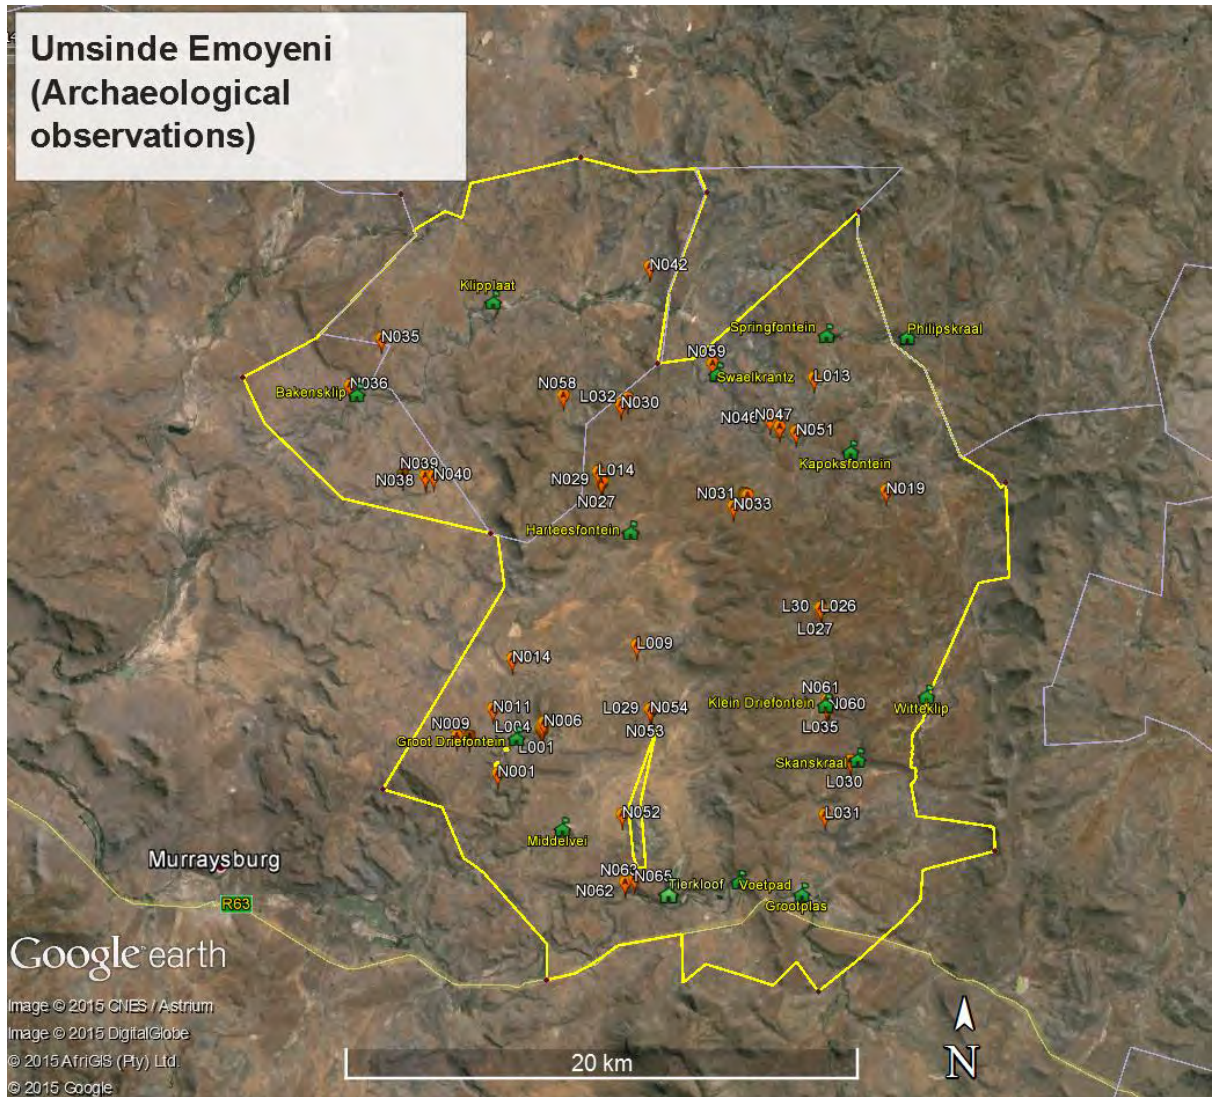 Umsinde Emoyeni
(Archaeological
observations)
N042
Klipplaat
Springfontein
Philipskraal
N035
N059
Swaelkrantz
L013
N036
Bakensklip
N058
L032
N030
N046
N047
N051
Kapoksfontein
N039
N038
N040
L014
N029
N027
N031
N033
N019
Harteesfontein
L30
L026
L027
L009
N014
N061
Klein Driefontein
N060
L035
Witteklip
N011
L029
N054
N053
N009
L004
N006
Groot Driefontein
L001
Skanskraal
L030
N001
N052
L031
Middelvei
Murraysburg
N063
N065
N062
Tierkloof
Voetpad
Grootplas
R63
Google earth
Image © 2015 CNES / Astrium
Image © 2015 DigitalGlobe
© 2015 AfriGIS (Pty) Ltd.
© 2015 Google
20 km
N